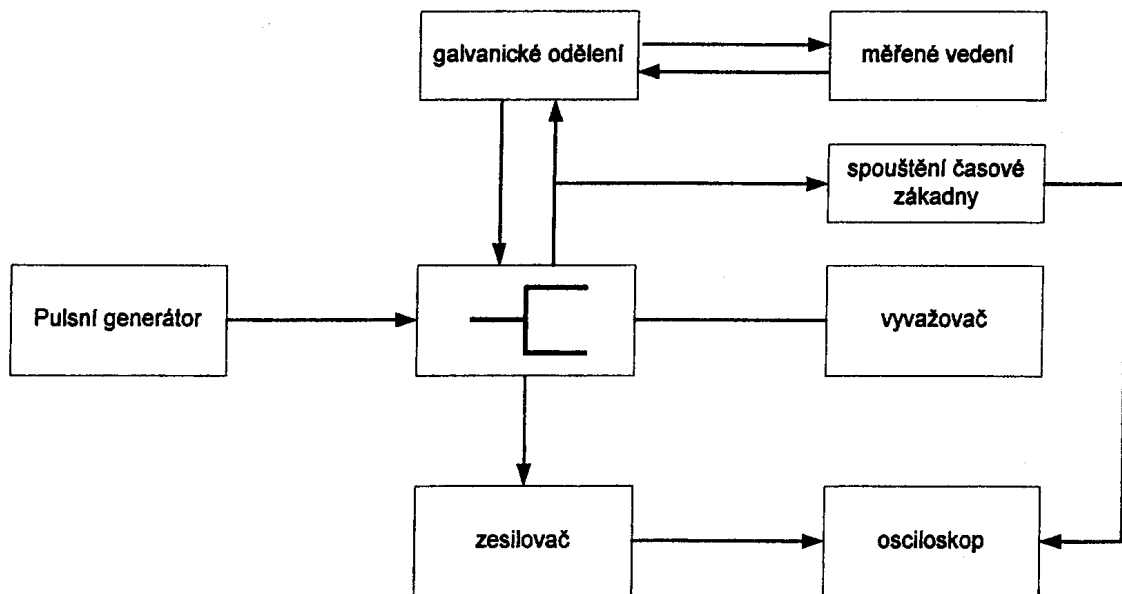 galvanické odělení
měřené vedení
spouštění časové
zákadny
Pulsní generátor
vyvažovač
zesilovač
osciloskop